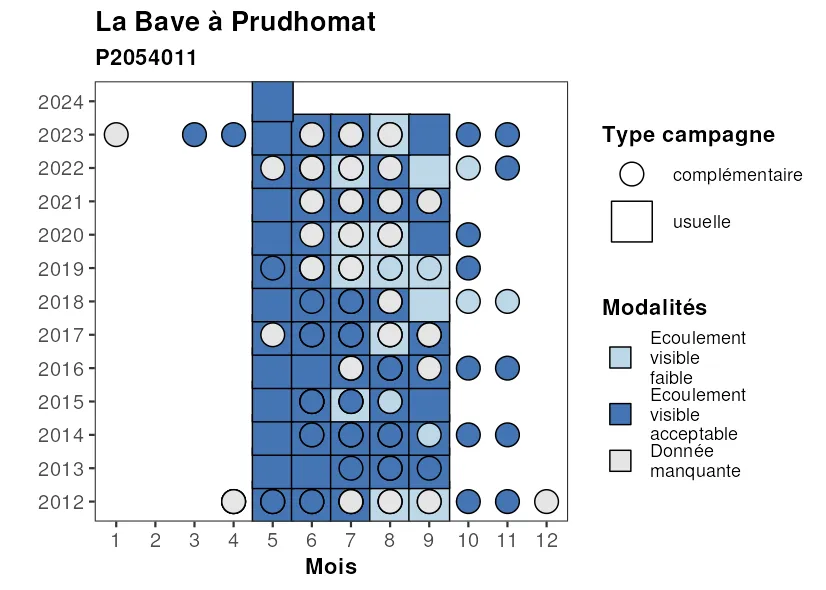 La Bave à Prudhomat
P2054011
2024
2023
2022
2021
2020
2019
2018
2017
2016
2015
2014
2013
2012
1 2 3 4 5 6 7 8 9 10 11 12
Mois
Type campagne
complémentaire
usuelle
Modalités
Ecoulement
visible
faible
Ecoulement
visible
acceptable
Donnée
manquante